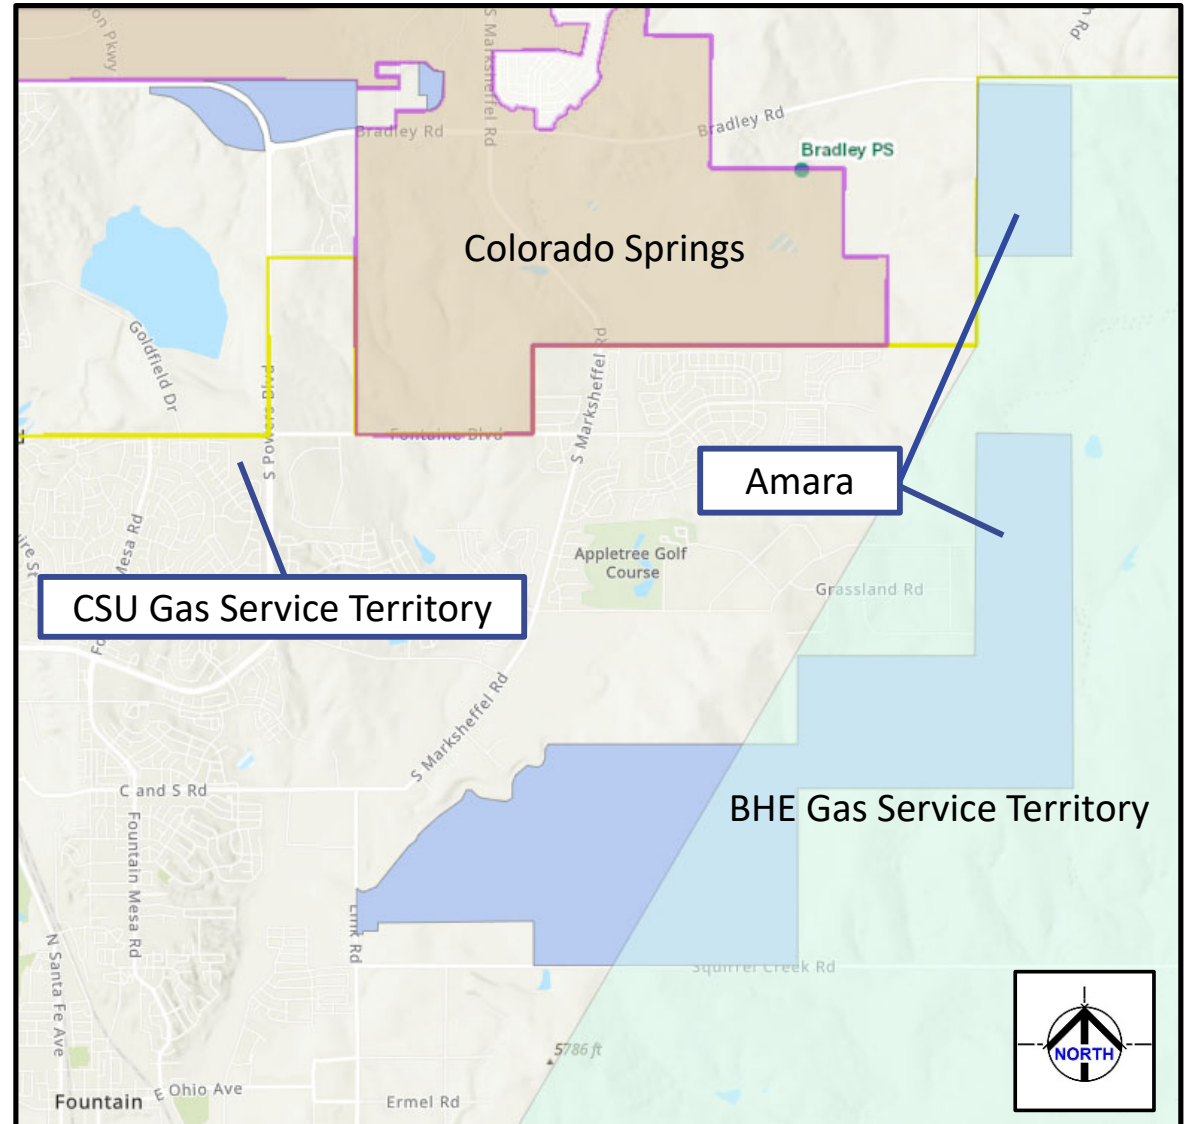 S Marksheffel Rd
Bradley Rd
Bradley Rd
Bradley PS
Colorado Springs
Goldfield Dr
S Powers Blvd
S Marksheffel Rd
Fontaine Blvd
Amara
Mesa Rd
Appletree Golf
Course
Grassland Rd
CSU Gas Service Territory
S Marksheffel Rd
C and S Rd
BHE Gas Service Territory
Fountain Mesa Rd
Link Rd
N Santa Fe Ave
Squirrel Creek Rd
5786 ft
NORTH
E Ohio Ave
Fountain
Ermel Rd